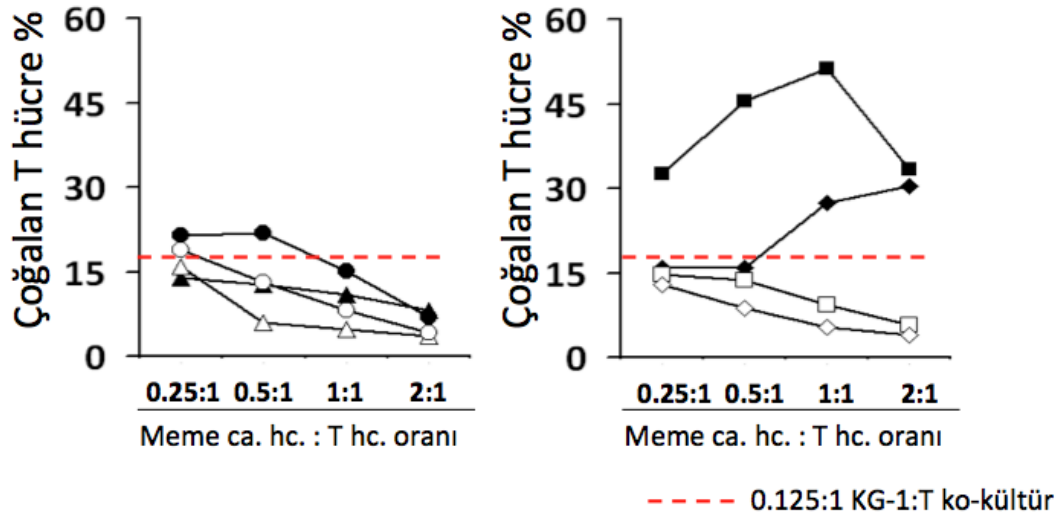 Çoğalan T hücre %
60
45
30
15
0
0.25:1 0.5:1 1:1 2:1
Meme ca. hc. : T hc. oranı
Çoğalan T hücre %
60
45
30
15
0
0.25:1 0.5:1 1:1 2:1
Meme ca. hc. : T hc. oranı
0.125:1 KG-1:T ko-kültür